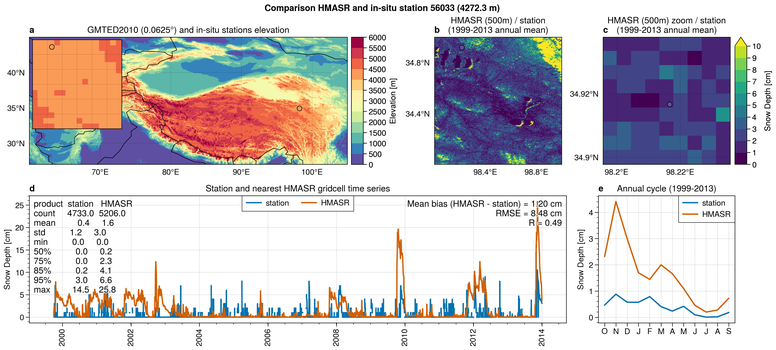 Comparison HMASR and in-situ station 56033 (4272.3 m)
a GMTED2010 (0.0625°) and in-situ stations elevation
40°N
35°N
30°N
70°E 80°E 90°E 100°E
6000
5500
5000
4500
4000
3500
3000
2500
2000
1500
1000
500
0
Elevation [m]
b HMASR (500m) / station
(1999-2013 annual mean)
34.8°N
34.4°N
98.4°E 98.8°E
c HMASR (500m) zoom / station
(1999-2013 annual mean)
34.92°N
34.9°N
98.2°E 98.22°E
10
9
8
7
6
5
4
3
2
1
0
Snow Depth [cm]
d Station and nearest HMASR gridcell time series
station HMASR
product station HMASR
count 4733.0 5206.0
mean 0.4 1.6
std 1.2 3.0
min 0.0 0.0
50% 0.0 0.2
75% 0.0 2.3
85% 0.2 4.1
95% 3.0 6.6
max 14.5 25.8
Mean bias (HMASR - station) = 1.20 cm
RMSE = 8.48 cm
R = 0.49
Snow Depth [cm]
25
20
15
10
5
0
2000 2002 2004 2006 2008 2010 2012 2014
e Annual cycle (1999-2013)
station
HMASR
Snow Depth [cm]
4
3
2
1
0
O N D J F M A M J J A S